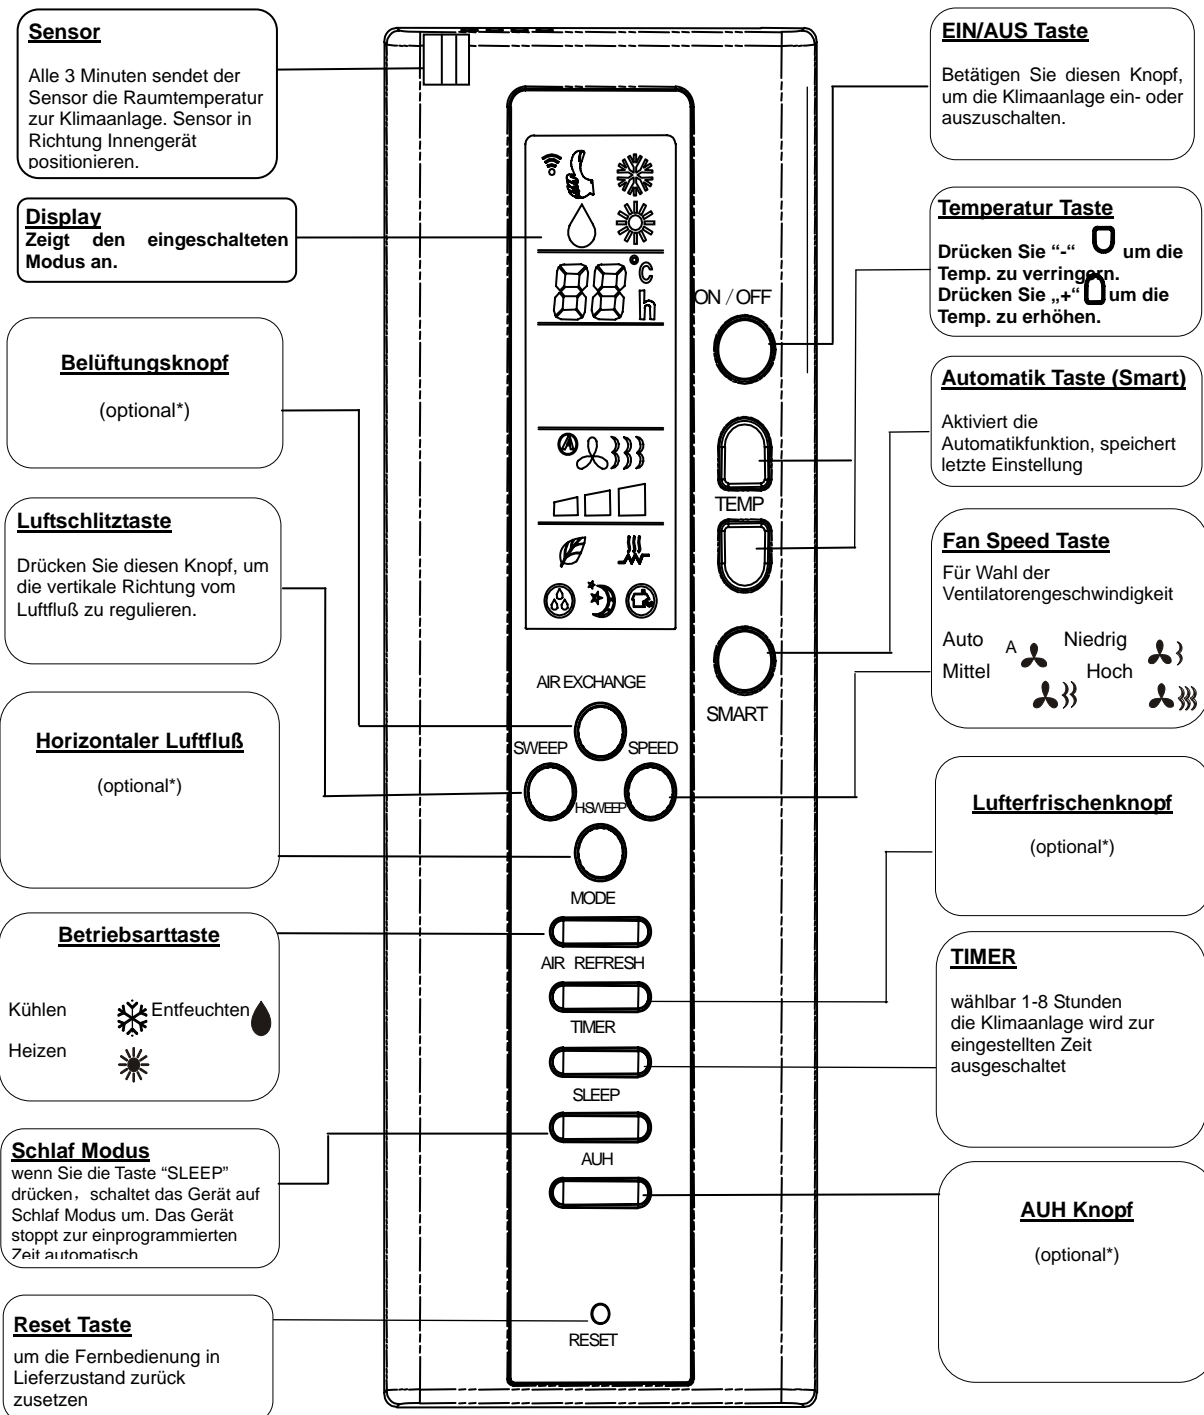 Sensor
Alle 3 Minuten sendet der
Sensor die Raumtemperatur
zur Klimaanlage. Sensor in
Richtung Innengerät
positionieren.
Display
Zeigt den eingeschalteten
Modus an.
Belüftungsknopf
(optional*)
Luftschlitztaste
Drücken Sie diesen Knopf, um
die vertikale Richtung vom
Luftfluß zu regulieren.
Horizontaler Luftfluß
(optional*)
Betriebsarttaste
Kühlen Entfeuchten
Heizen
Schlaf Modus
wenn Sie die Taste “SLEEP”
drücken，schaltet das Gerät auf
Schlaf Modus um. Das Gerät
stoppt zur einprogrammierten
Zeit automatisch
Reset Taste
um die Fernbedienung in
Lieferzustand zurück
zusetzen
88 °C
h
ON / OFF
TEMP
SMART
AIR EXCHANGE
SWEEP SPEED
HSWEEP
MODE
AIR REFRESH
TIMER
SLEEP
AUH
RESET
EIN/AUS Taste
Betätigen Sie diesen Knopf,
um die Klimaanlage ein- oder
auszuschalten.
Temperatur Taste
Drücken Sie “-“ um die
Temp. zu verringern.
Drücken Sie „+“ um die
Temp. zu erhöhen.
Automatik Taste (Smart)
Aktiviert die
Automatikfunktion, speichert
letzte Einstellung
Fan Speed Taste
Für Wahl der
Ventilatorengeschwindigkeit
Auto A Niedrig
Mittel Hoch
Lufterfrischenknopf
(optional*)
TIMER
wählbar 1-8 Stunden
die Klimaanlage wird zur
eingestellten Zeit
ausgeschaltet
AUH Knopf
(optional*)